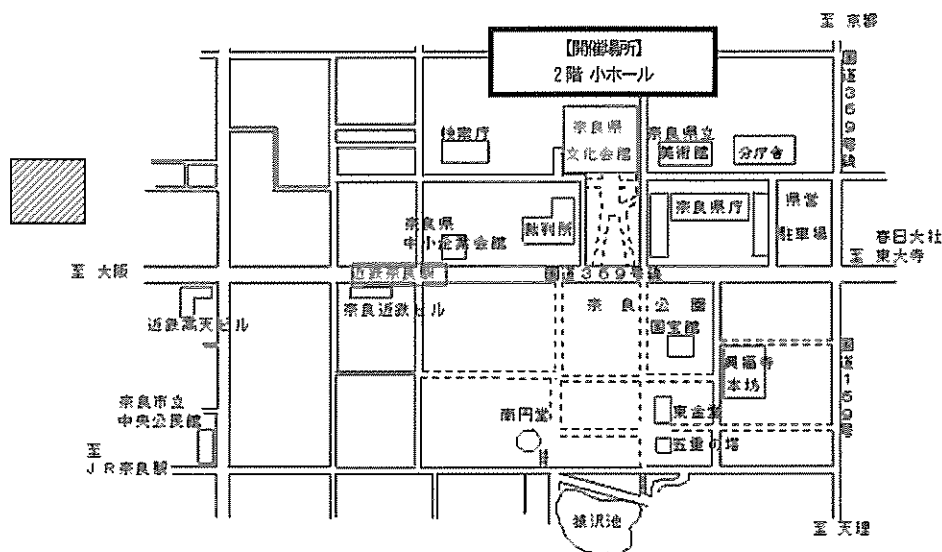 至 京都
【開催場所】
2階 小ホール
国道369号線
検察庁
奈良県
文化会館
奈良県立
美術館
分庁舎
奈良県庁
県営
駐車場
奈良県
中小企業会館
裁判所
春日大社
東大寺
至
至 大阪
近鉄奈良駅
国道369号線
奈良近鉄ビル
近鉄高天ビル
奈良公園
国宝館
興福寺
本坊
国道169号
奈良市立
中央公民館
南円堂
東金堂
五重の塔
至
JR奈良駅
猿沢池
至 天理